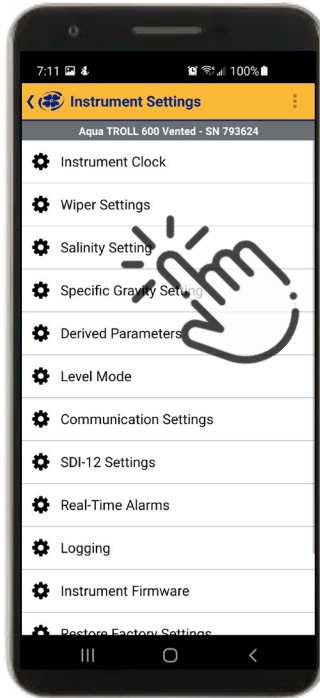 7:11 100%
Instrument Settings
Aqua TROLL 600 Vented - SN 793624
Instrument Clock
Wiper Settings
Salinity Setting
Specific Gravity Setting
Derived Parameters
Level Mode
Communication Settings
SDI-12 Settings
Real-Time Alarms
Logging
Instrument Firmware
Restore Factory Settings